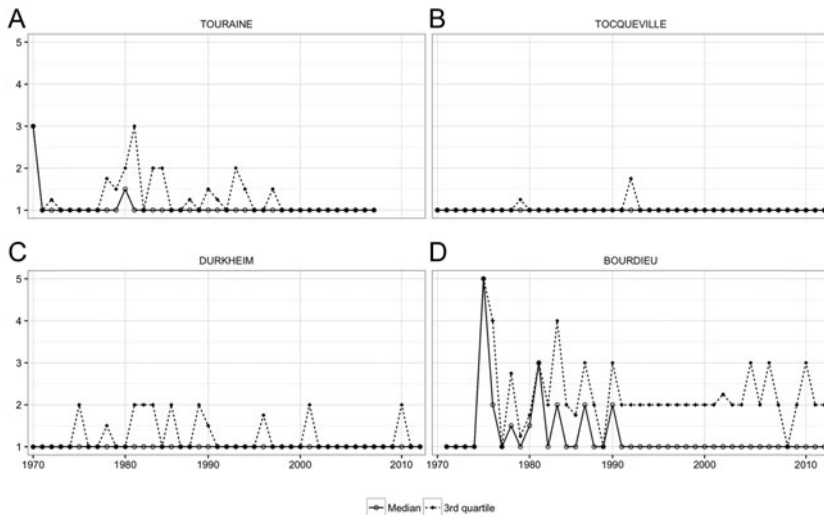 A
TOURAINE
B
TOCQUEVILLE
5
4
3
2
1
C
DURKHEIM
D
BOURDIEU
5
4
3
2
1
1970 1980 1990 2000 2010 1970 1980 1990 2000 2010
Median 3rd quartile